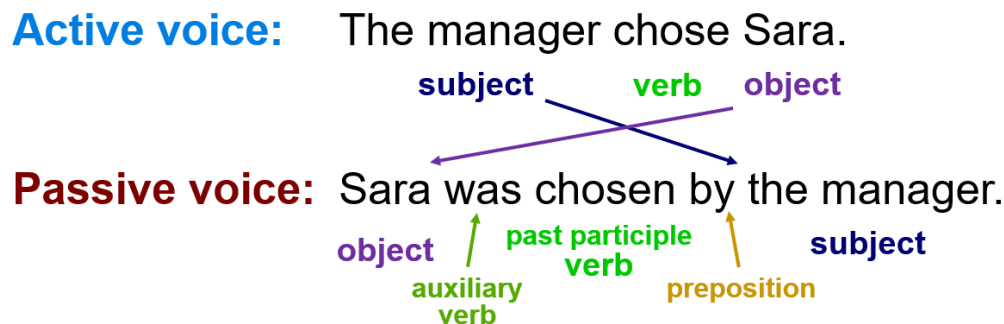 Active voice: The manager chose Sara.
subject verb object
Passive voice: Sara was chosen by the manager.
object past participle verb subject
auxiliary verb preposition